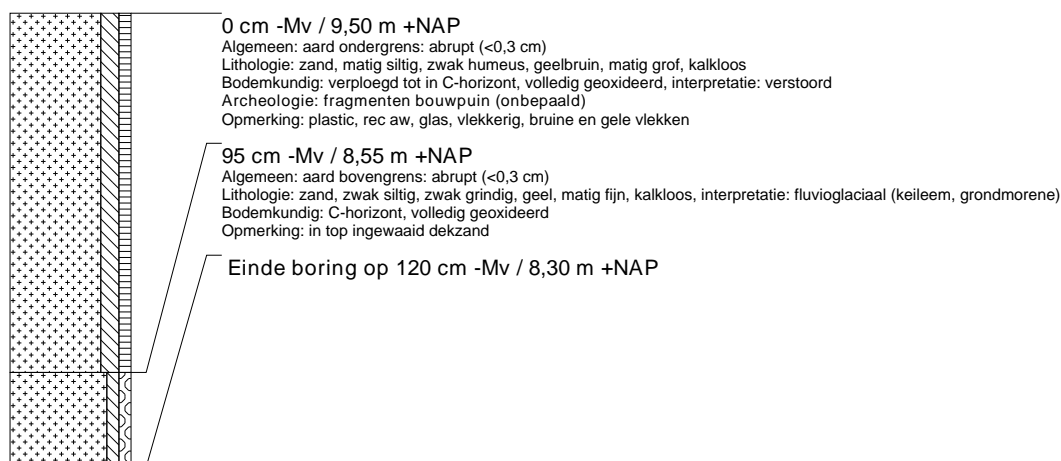 0 cm -Mv / 9,50 m +NAP
Algemeen: aard ondergrens: abrupt (<0,3 cm)
Lithologie: zand, matig siltig, zwak humeus, geelbruin, matig grof, kalkloos
Bodemkundig: verploegd tot in C-horizont, volledig geoxideerd, interpretatie: verstoord
Archeologie: fragmenten bouwpuin (onbepaald)
Opmerking: plastic, rec aw, glas, vlekkerig, bruine en gele vlekken
95 cm -Mv / 8,55 m +NAP
Algemeen: aard bovengrens: abrupt (<0,3 cm)
Lithologie: zand, zwak siltig, zwak grindig, geel, matig fijn, kalkloos, interpretatie: fluvioglaciaal (keileem, grondmorene)
Bodemkundig: C-horizont, volledig geoxideerd
Opmerking: in top ingewaaid dekzand
Einde boring op 120 cm -Mv / 8,30 m +NAP